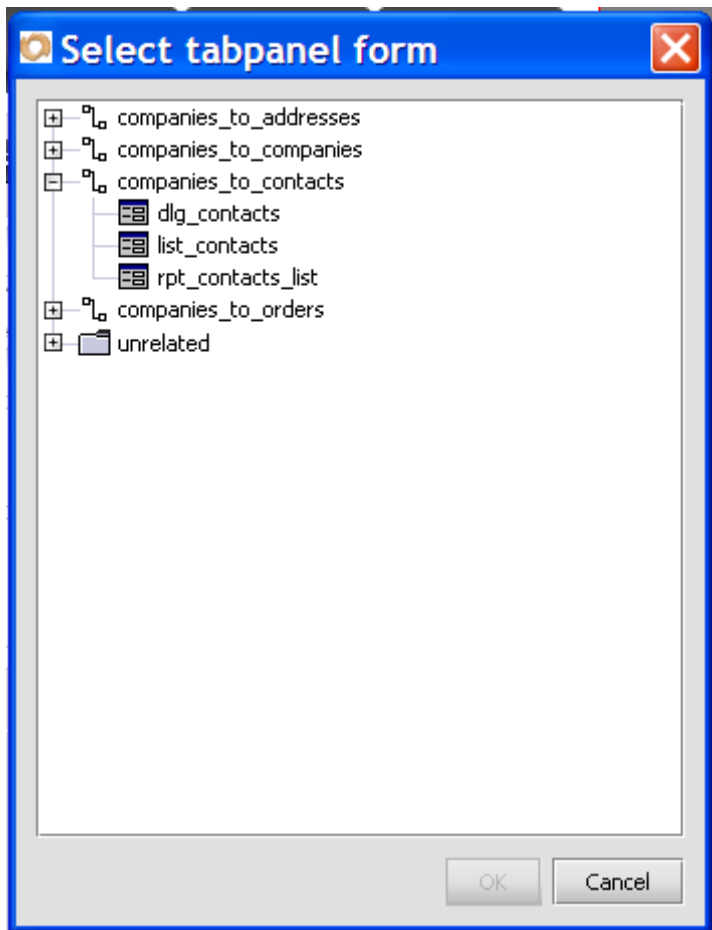 Select tabpanel form
companies_to_addresses
companies_to_companies
companies_to_contacts
dlg_contacts
list_contacts
rpt_contacts_list
companies_to_orders
unrelated
OK Cancel